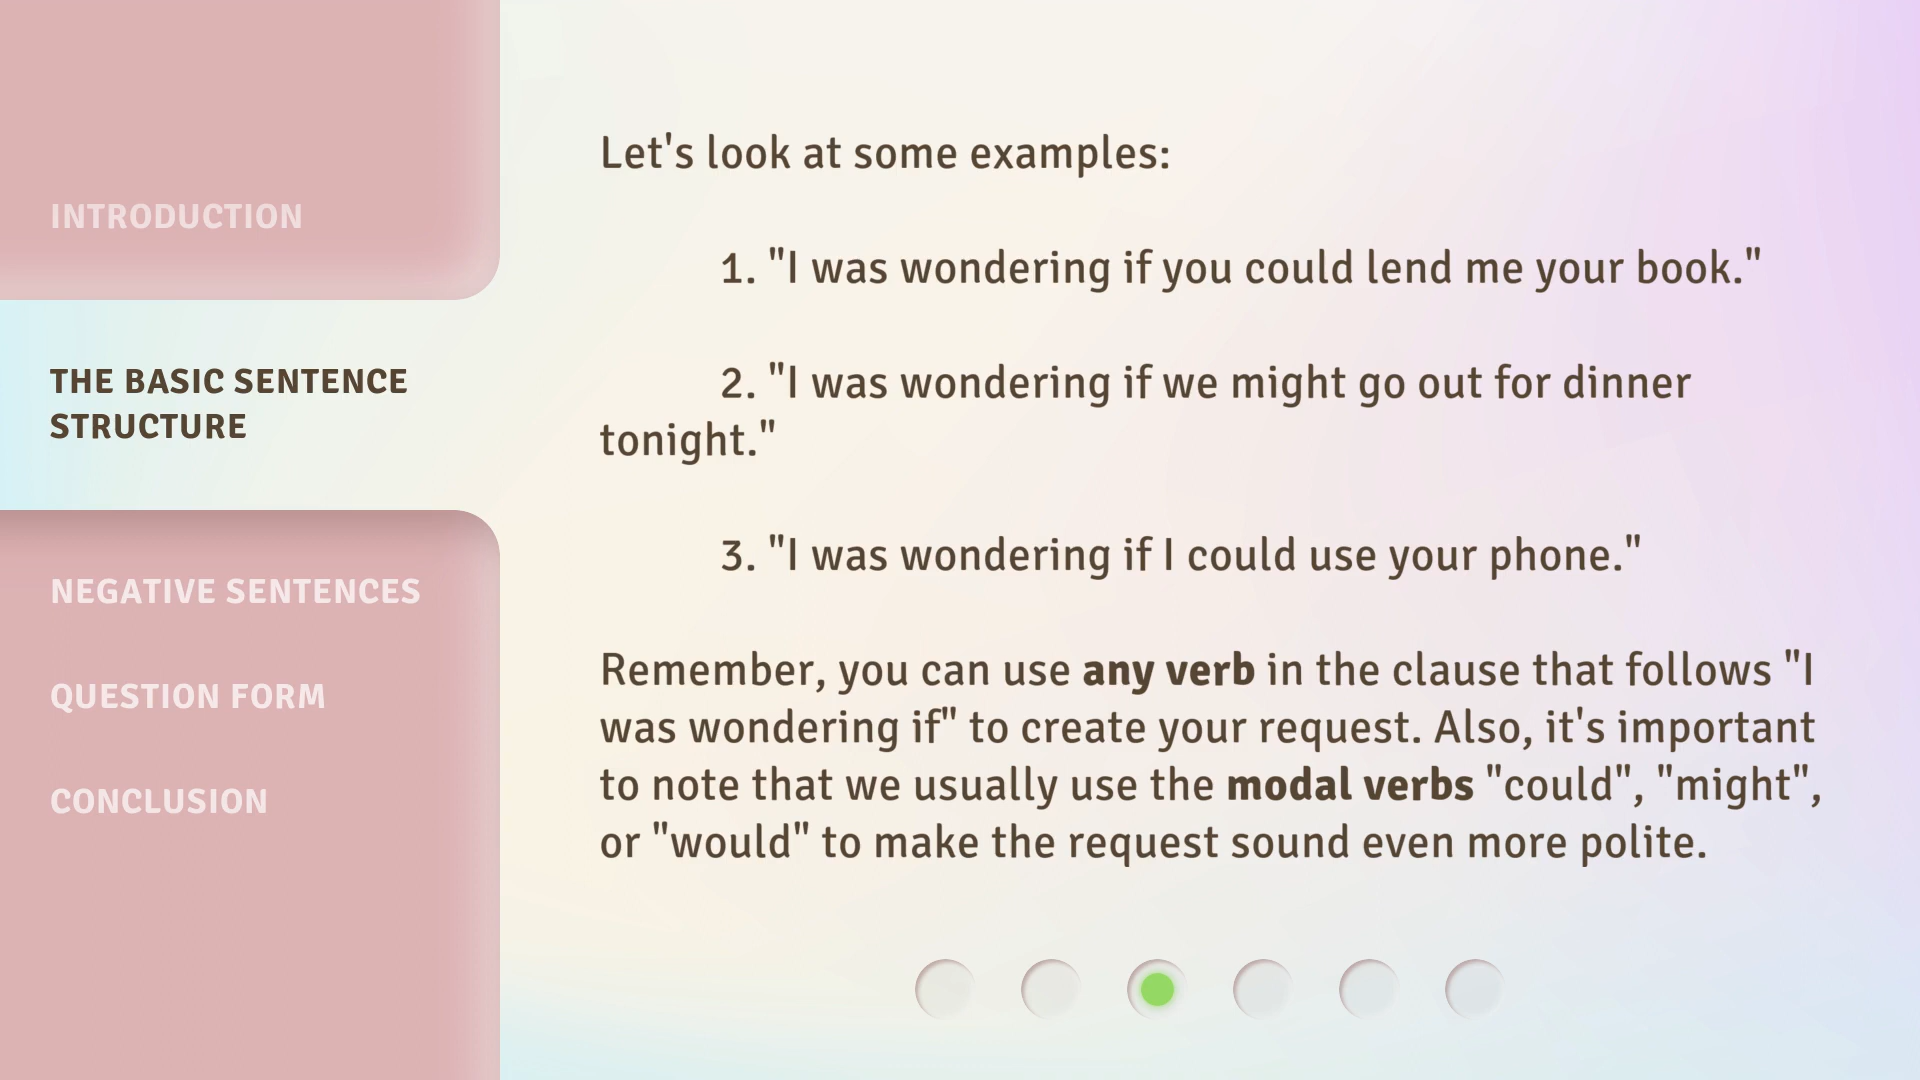 INTRODUCTION
THE BASIC SENTENCE
STRUCTURE
NEGATIVE SENTENCES
QUESTION FORM
CONCLUSION
Let's look at some examples:
1. "I was wondering if you could lend me your book."
2. "I was wondering if we might go out for dinner
tonight."
3. "I was wondering if I could use your phone."
Remember, you can use any verb in the clause that follows "I
was wondering if" to create your request. Also, it's important
to note that we usually use the modal verbs "could", "might",
or "would" to make the request sound even more polite.